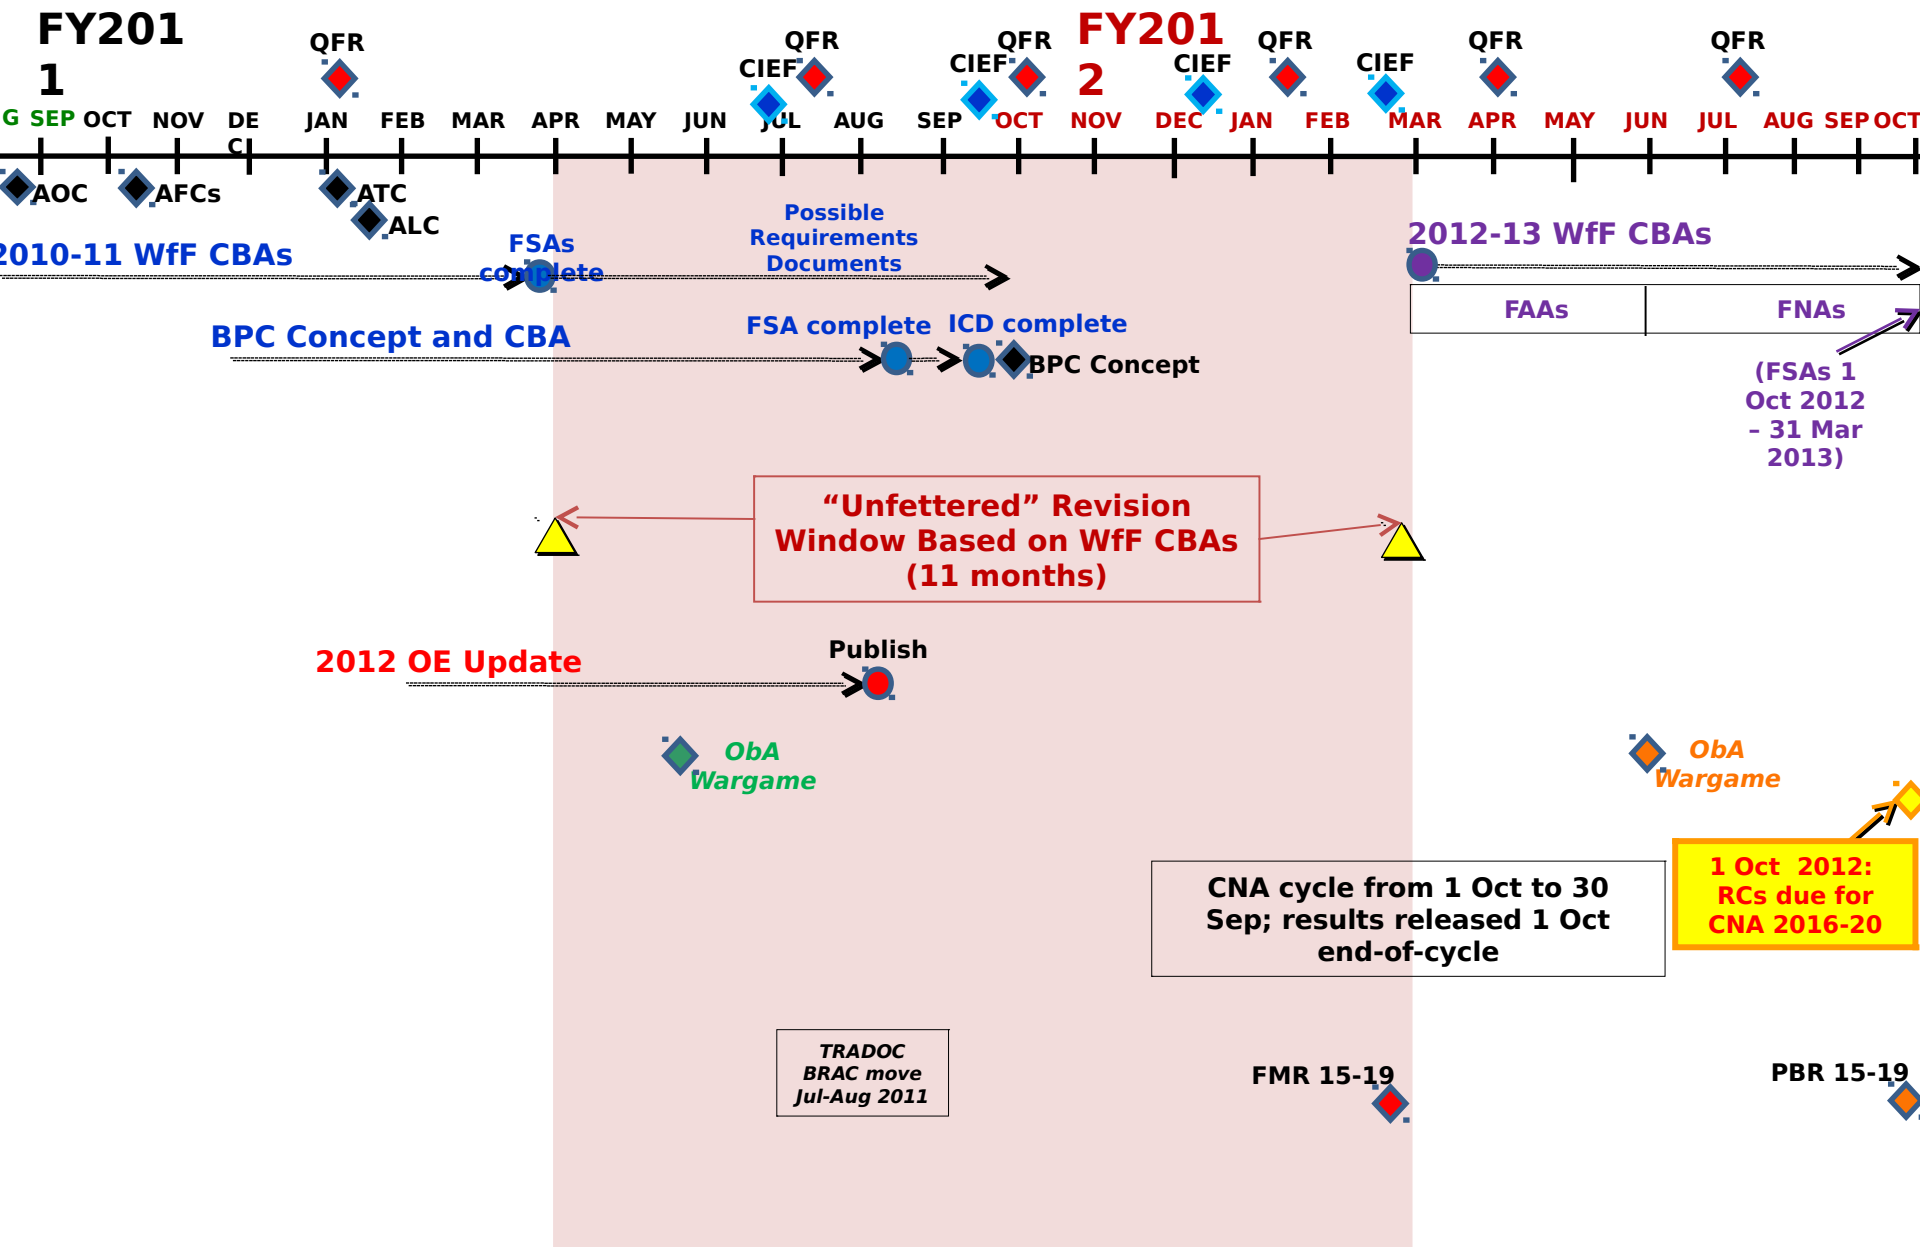 FY201
1
QFR
QFR
CIEF
QFR
CIEF
FY201
2
CIEF
QFR
CIEF
QFR
QFR
G SEP OCT NOV DE
C JAN FEB MAR APR MAY JUN JUL AUG SEP OCT NOV DEC JAN FEB MAR APR MAY JUN JUL AUG SEP OCT
AOC
AFCs
ATC
ALC
2010-11 WfF CBAs
FSAs
complete
Possible
Requirements
Documents
2012-13 WfF CBAs
FAAs
FNAs
BPC Concept and CBA
FSA complete
ICD complete
BPC Concept
(FSAs 1
Oct 2012
– 31 Mar
2013)
“Unfettered” Revision
Window Based on WfF CBAs
(11 months)
2012 OE Update
Publish
ObA
Wargame
ObA
Wargame
CNA cycle from 1 Oct to 30
Sep; results released 1 Oct
end-of-cycle
1 Oct  2012:
RCs due for
CNA 2016-20
TRADOC
BRAC move
Jul-Aug 2011
FMR 15-19
PBR 15-19